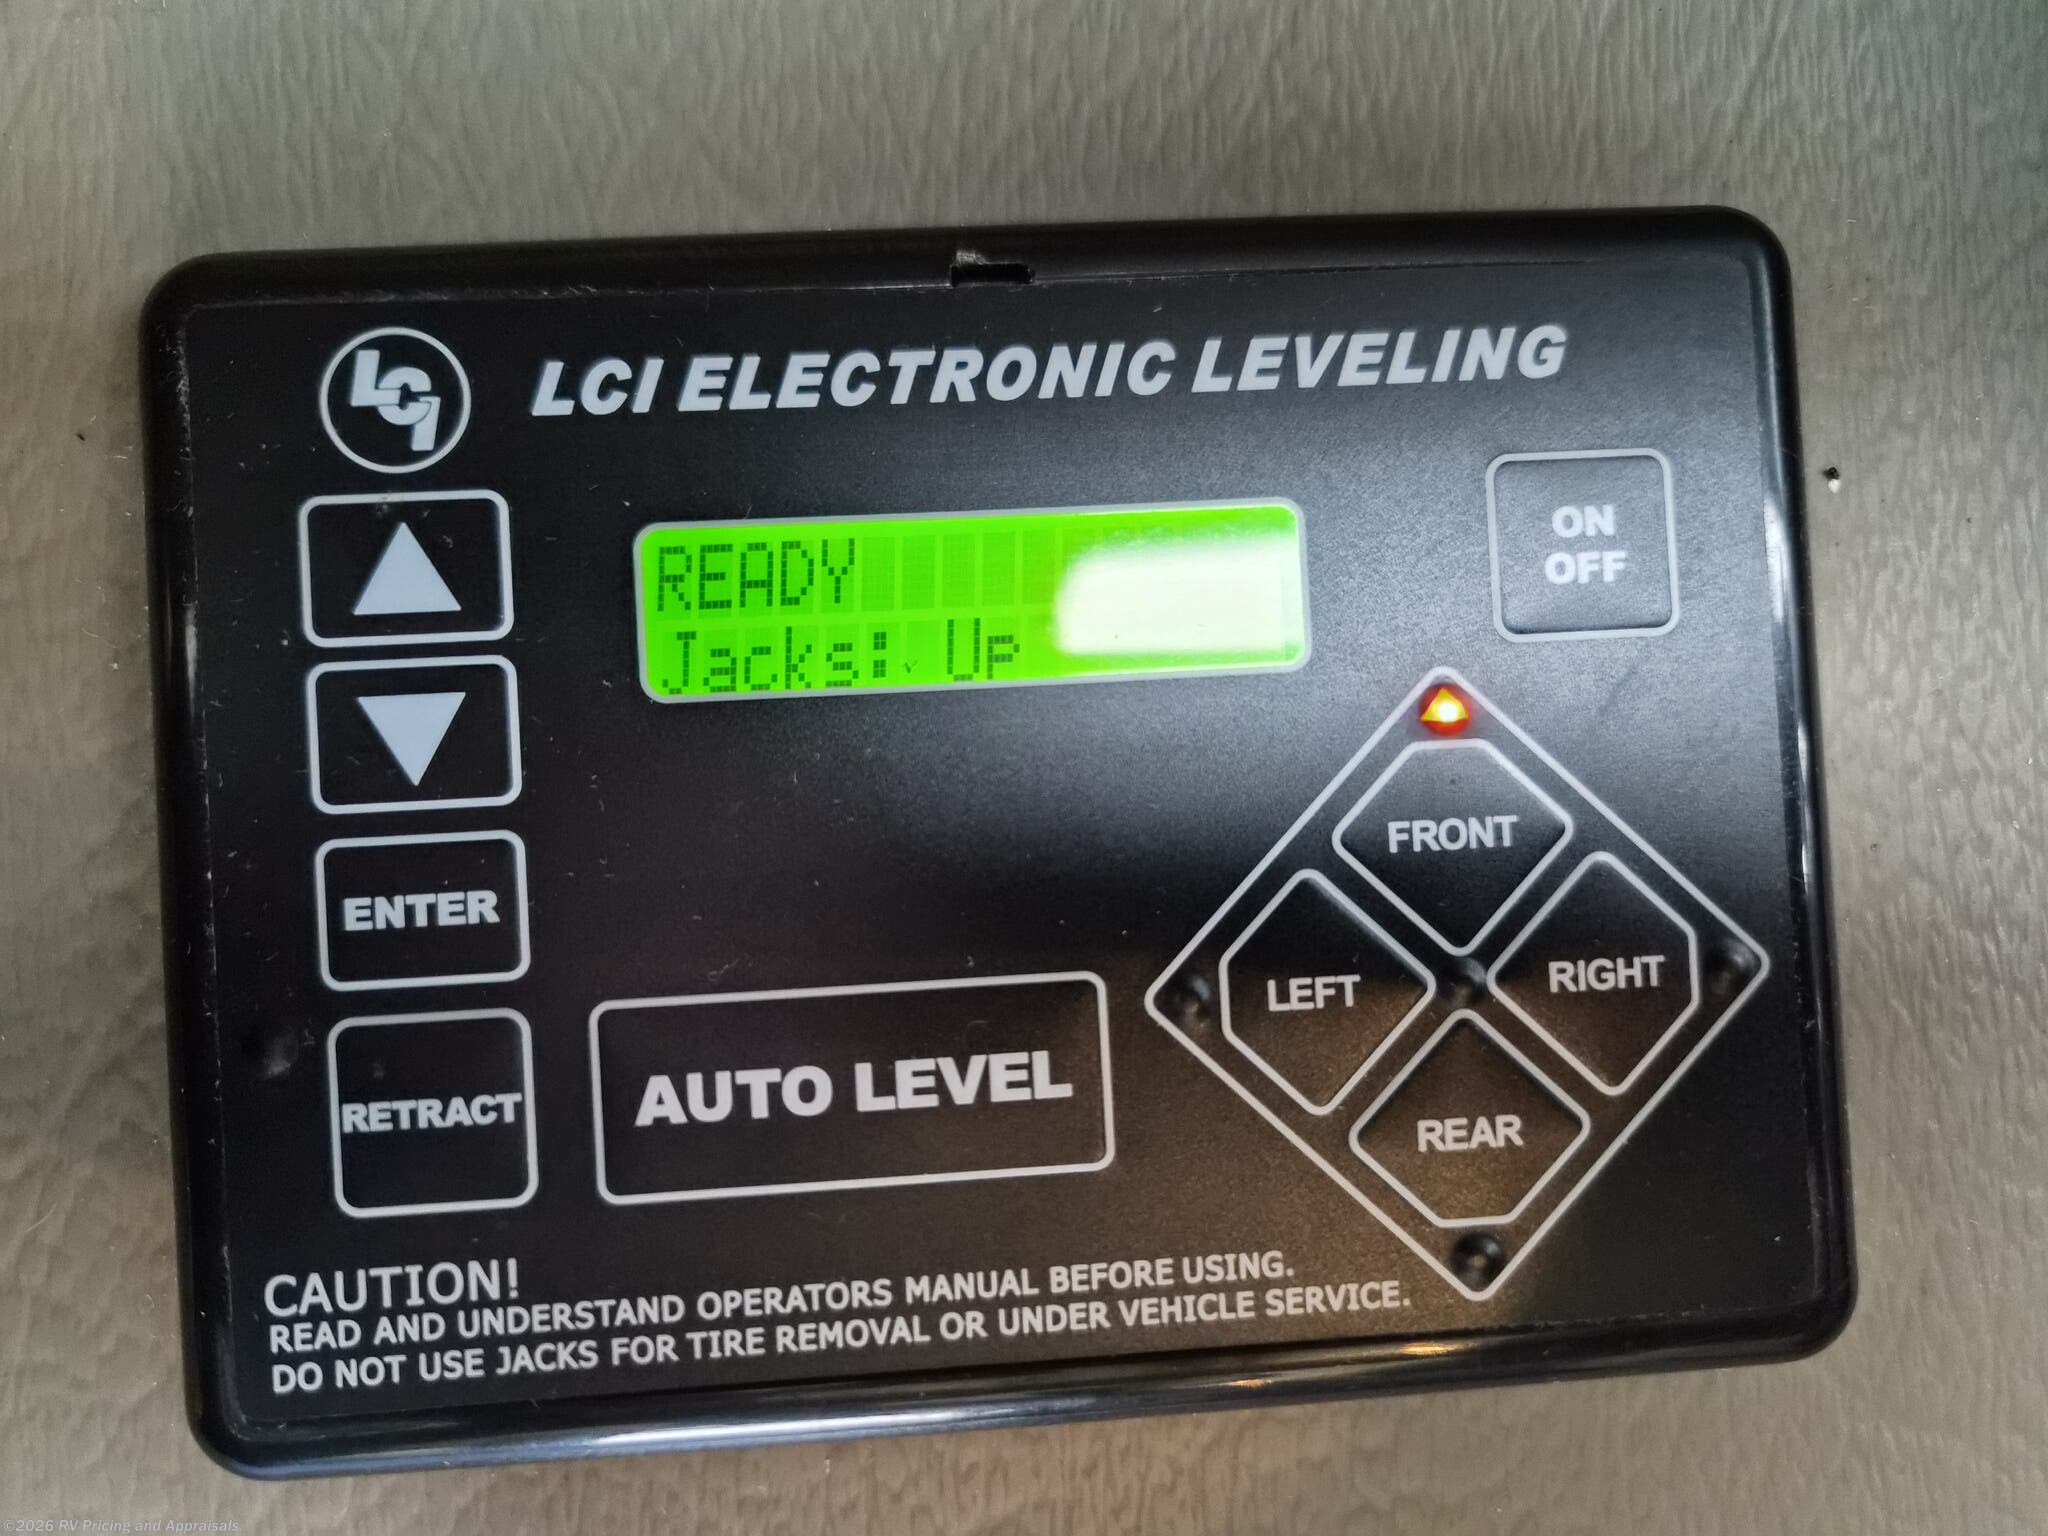 LCI
LCI ELECTRONIC LEVELING
ON
OFF
READY
Jacks: Up
FRONT
LEFT
RIGHT
REAR
ENTER
RETRACT
AUTO LEVEL
CAUTION!
READ AND UNDERSTAND OPERATORS MANUAL BEFORE USING.
DO NOT USE JACKS FOR TIRE REMOVAL OR UNDER VEHICLE SERVICE.
©2026 RV Pricing and Appraisals